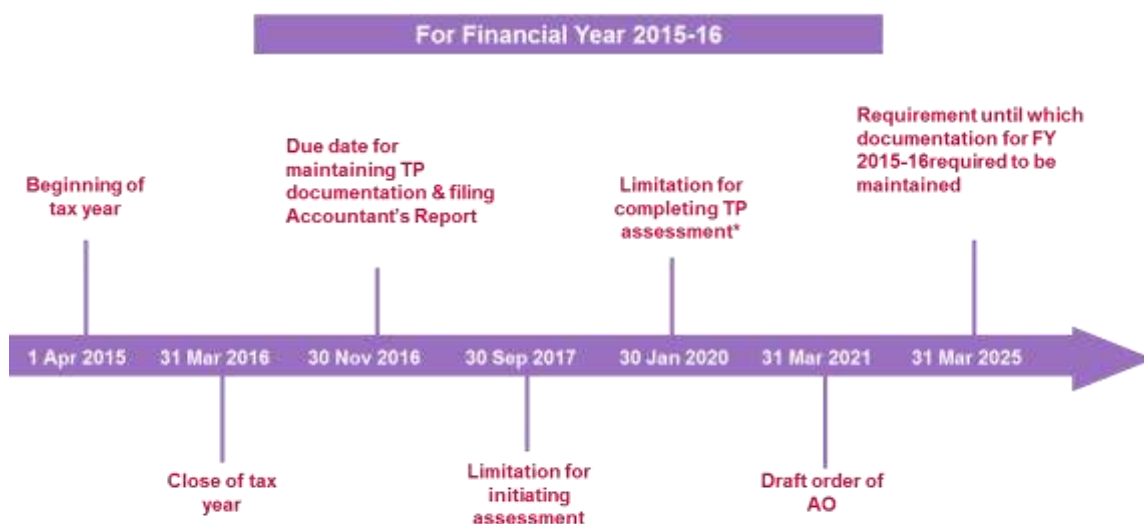 For Financial Year 2015-16
Requirement until which
documentation for FY
2015-16required to be
maintained
Due date for
maintaining TP
documentation & filing
Accountant's Report
Beginning of
tax year
Limitation for
completing TP
assessment*
1 Apr 2015 31 Mar 2016 30 Nov 2016 30 Sep 2017 30 Jan 2020 31 Mar 2021 31 Mar 2025
Close of tax
year
Limitation for
initiating
assessment
Draft order of
AO